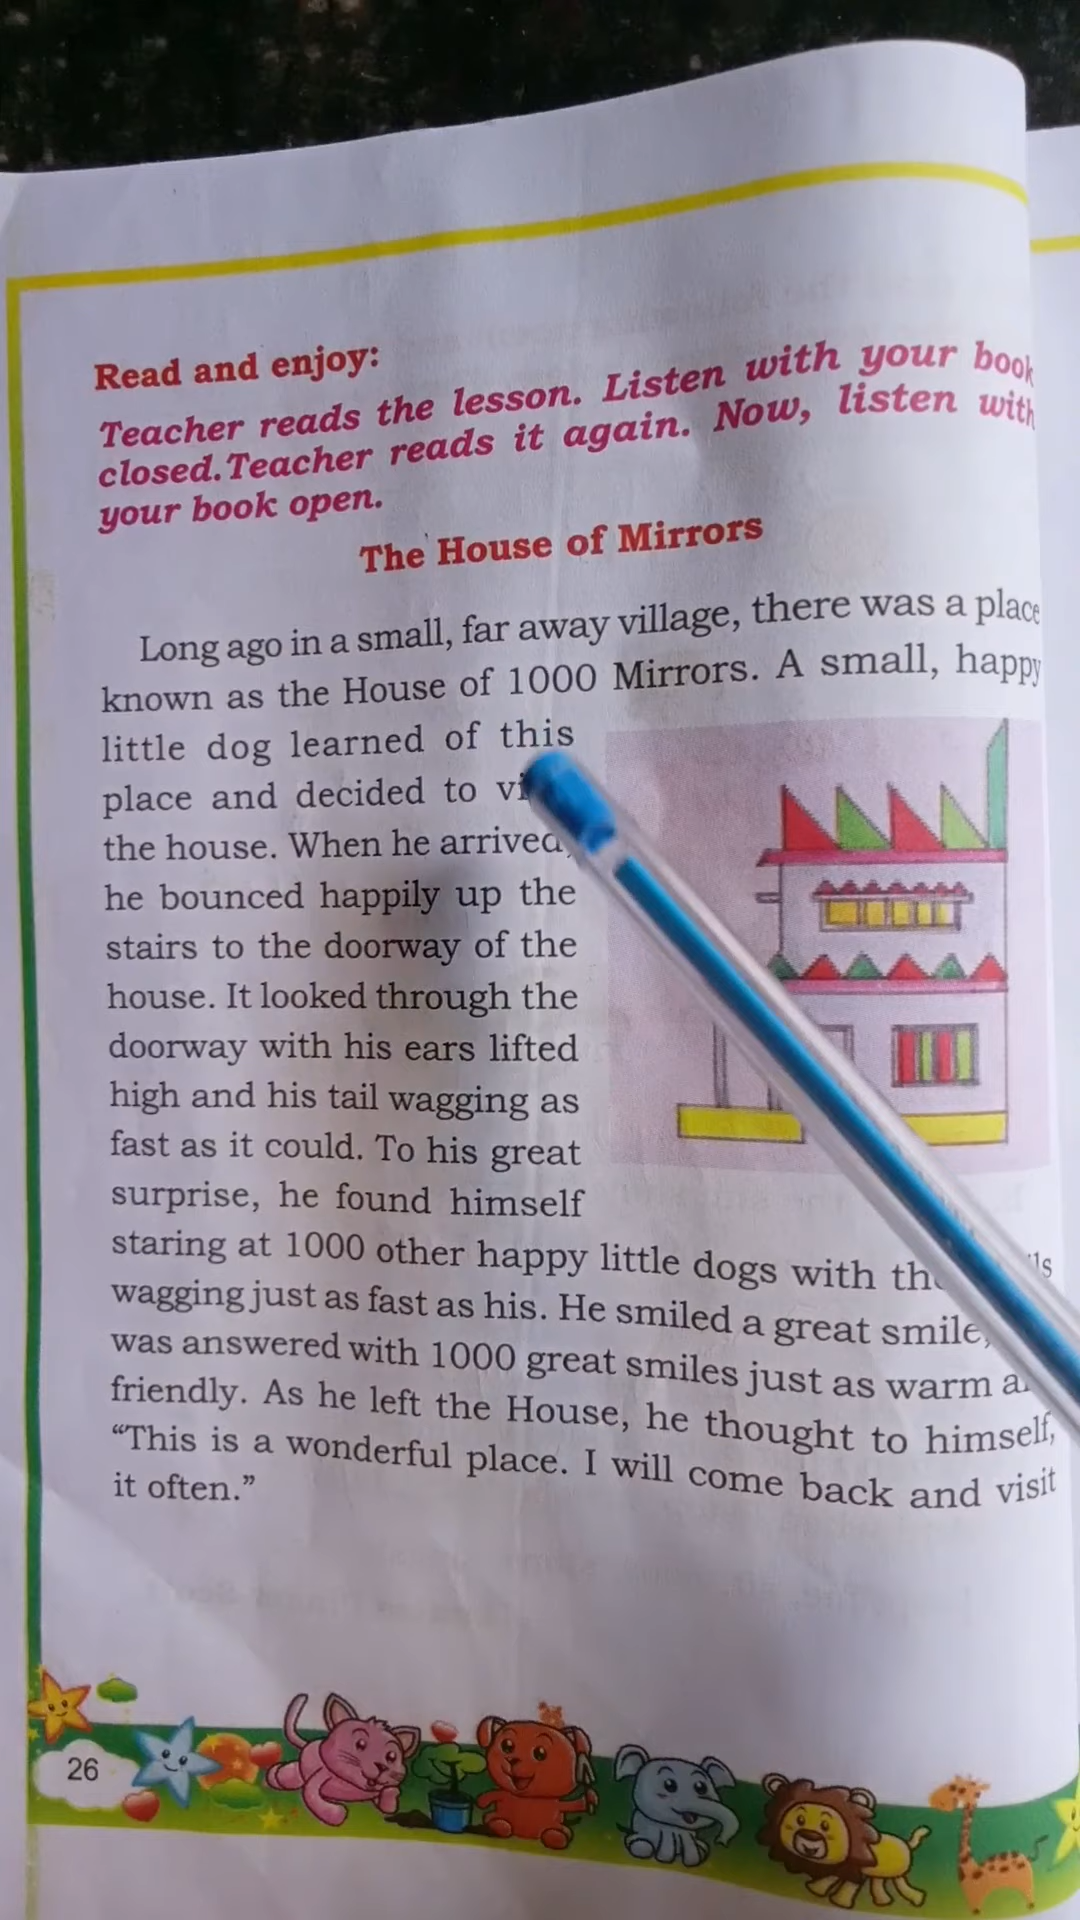 Read and enjoy:
Teacher reads the lesson. Listen with your book
closed. Teacher reads it again. Now, listen with
your book open.
The House of Mirrors
Long ago in a small, far away village, there was a place
known as the House of 1000 Mirrors. A small, happy
little dog learned of this
place and decided to
the house. When he arrived,
he bounced happily up the
stairs to the doorway of the
house. It looked through the
doorway with his ears lifted
high and his tail wagging as
fast as it could. To his great
surprise, he found himself
staring at 1000 other happy little dogs with
wagging just as fast as his. He smiled a great smile,
was answered with 1000 great smiles just as warm
friendly. As he left the House, he thought to himself,
“This is a wonderful place. I will come back and visit
it often.”
26